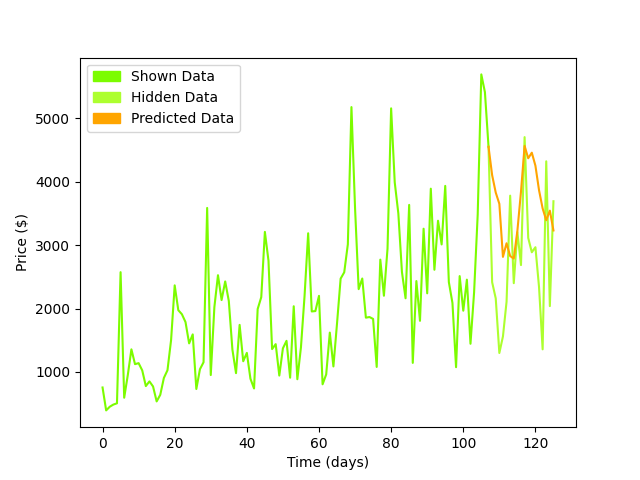 Shown Data
Hidden Data
Predicted Data
5000
4000
3000
2000
1000
Price ($)
0 20 40 60 80 100 120
Time (days)